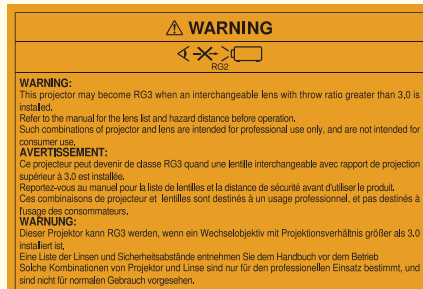 ⚠ WARNING
RG2
WARNING:
This projector may become RG3 when an interchangeable lens with throw ratio greater than 3,0 is
installed.
Refer to the manual for the lens list and hazard distance before operation.
Such combinations of projector and lens are intended for professional use only, and are not intended for
consumer use.
AVERTISSEMENT:
Ce projecteur peut devenir de classe RG3 quand une lentille interchangeable avec rapport de projection
supérieur à 3.0 est installée.
Reportez-vous au manuel pour la liste de lentilles et la distance de sécurité avant d'utiliser le produit.
Ces combinaisons de projecteur et lentilles sont destinés à un usage professionnel, et pas destinés à
l'usage des consommateurs.
WARNUNG:
Dieser Projektor kann RG3 werden, wenn ein Wechselobjektiv mit Projektionsverhältnis größer als 3.0
installiert ist.
Eine Liste der Linsen und Sicherheitsabstände entnehmen Sie dem Handbuch vor dem Betrieb
Solche Kombinationen von Projektor und Linse sind nur für den professionellen Einsatz bestimmt, und
sind nicht für normalen Gebrauch vorgesehen.